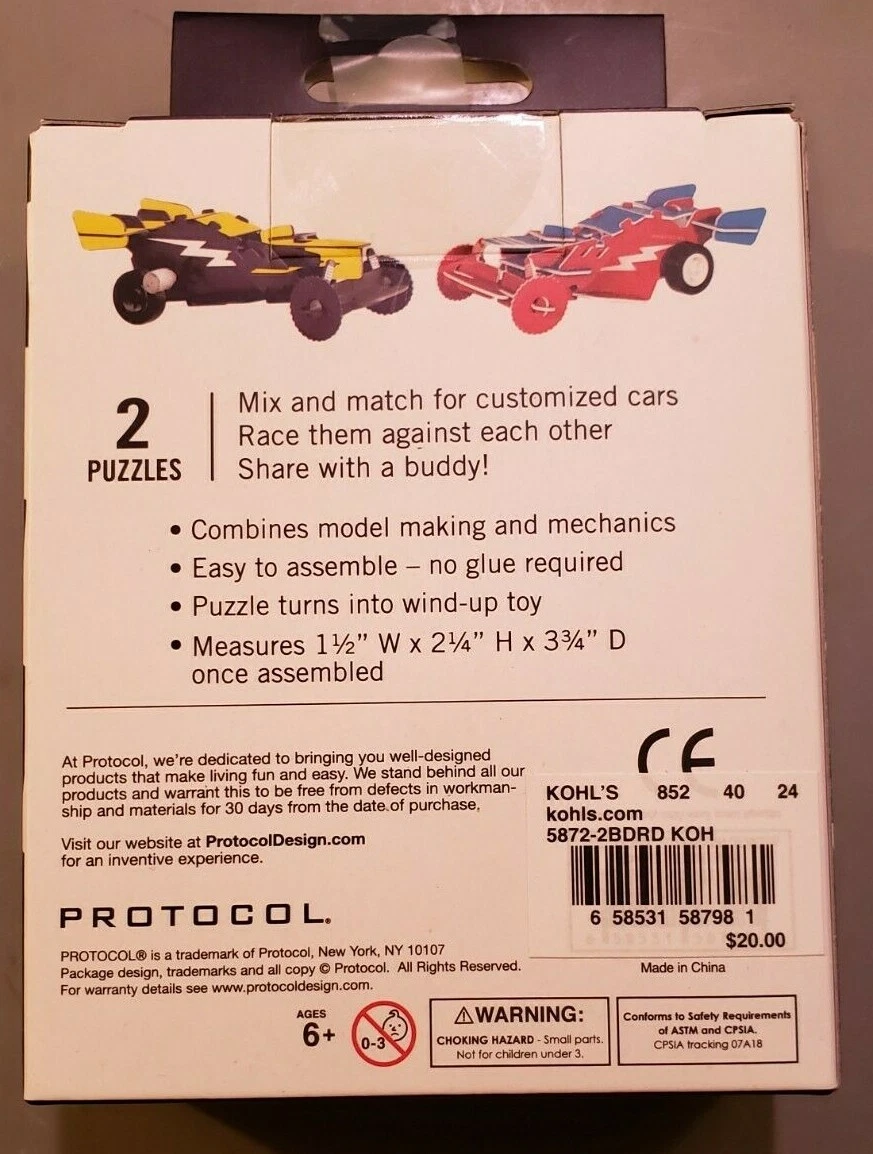 2
PUZZLES
Mix and match for customized cars
Race them against each other
Share with a buddy!
• Combines model making and mechanics
• Easy to assemble – no glue required
• Puzzle turns into wind-up toy
• Measures 1½” W x 2¼” H x 3¾” D
once assembled
At Protocol, we're dedicated to bringing you well-designed
products that make living fun and easy. We stand behind all our
products and warrant this to be free from defects in workman-
ship and materials for 30 days from the date of purchase.
Visit our website at ProtocolDesign.com
for an inventive experience.
PROTOCOL®
PROTOCOL® is a trademark of Protocol, New York, NY 10107
Package design, trademarks and all copy © Protocol. All Rights Reserved.
For warranty details see www.protocoldesign.com.
CE
KOHL'S 852 40 24
kohls.com
5872-2BDRD KOH
6 58531 58798 1
$20.00
Made in China
AGES
6+
0-3
⚠WARNING:
CHOKING HAZARD - Small parts.
Not for children under 3.
Conforms to Safety Requirements
of ASTM and CPSIA.
CPSIA tracking 07A18